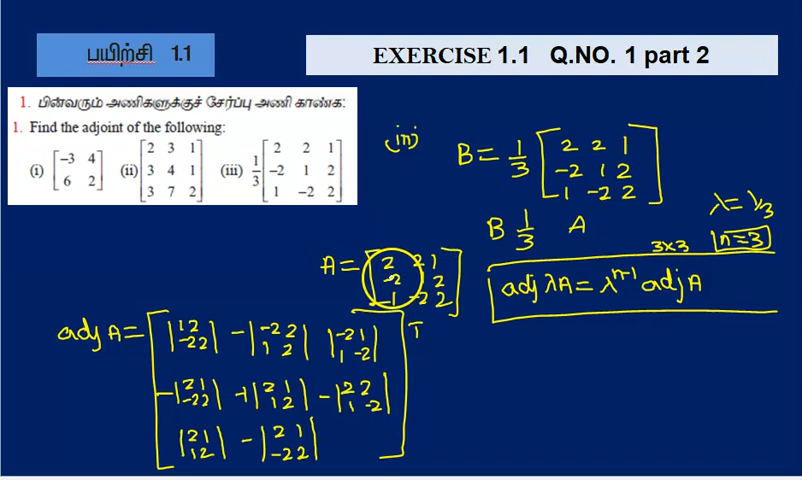 பயிற்சி 1.1
EXERCISE 1.1 Q.NO. 1 part 2
1. பின்வரும் அணிகளுக்குச் சேர்ப்பு அணி காண்க:
1. Find the adjoint of the following:
(i) [-3 4; 6 2] (ii) [2 3 1; 3 4 1; 3 7 2] (iii) 1/3 [2 2 1; -2 1 2; 1 -2 2]
(iii) B = 1/3 [2 2 1; -2 1 2; 1 -2 2]
B 1/3 A
λ = 1/3
3x3 n=3
adj λA = λ^(n-1) adj A
A = [2 2 1; -2 2; 1 -2 2]
adj A = [|1 2; -2 2| -|-2 2; 1 2| |-2 1; 1 -2|
-|2 1; -2 2| +|2 1; 1 2| -|2 2; 1 -2|
|2 1; 1 2| -|2 1; -2 2|]^T